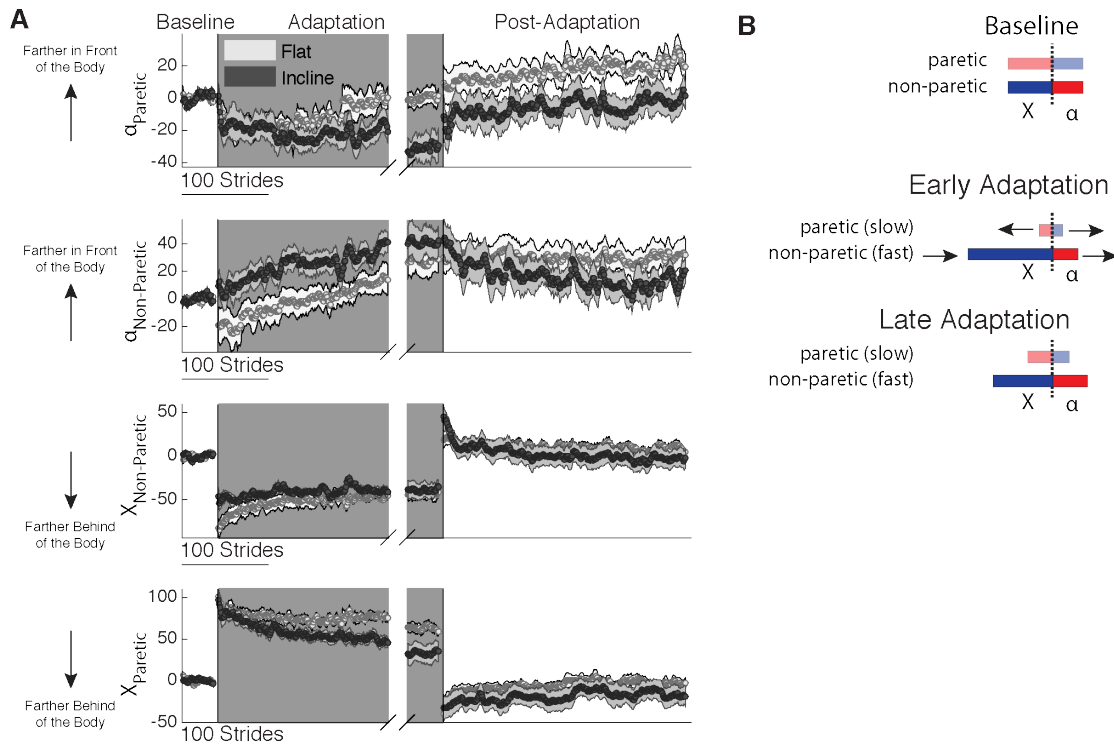 A
Baseline
Adaptation
Post-Adaptation
Farther in Front
of the Body
αParetic
20
0
-20
-40
Flat
Incline
100 Strides
Farther in Front
of the Body
αNon-Paretic
40
20
0
-20
100 Strides
XNon-Paretic
50
0
-50
Farther Behind
of the Body
100 Strides
XParetic
100
50
0
-50
Farther Behind
of the Body
100 Strides
B
Baseline
paretic
non-paretic
X
α
Early Adaptation
paretic (slow)
non-paretic (fast)
X
α
Late Adaptation
paretic (slow)
non-paretic (fast)
X
α